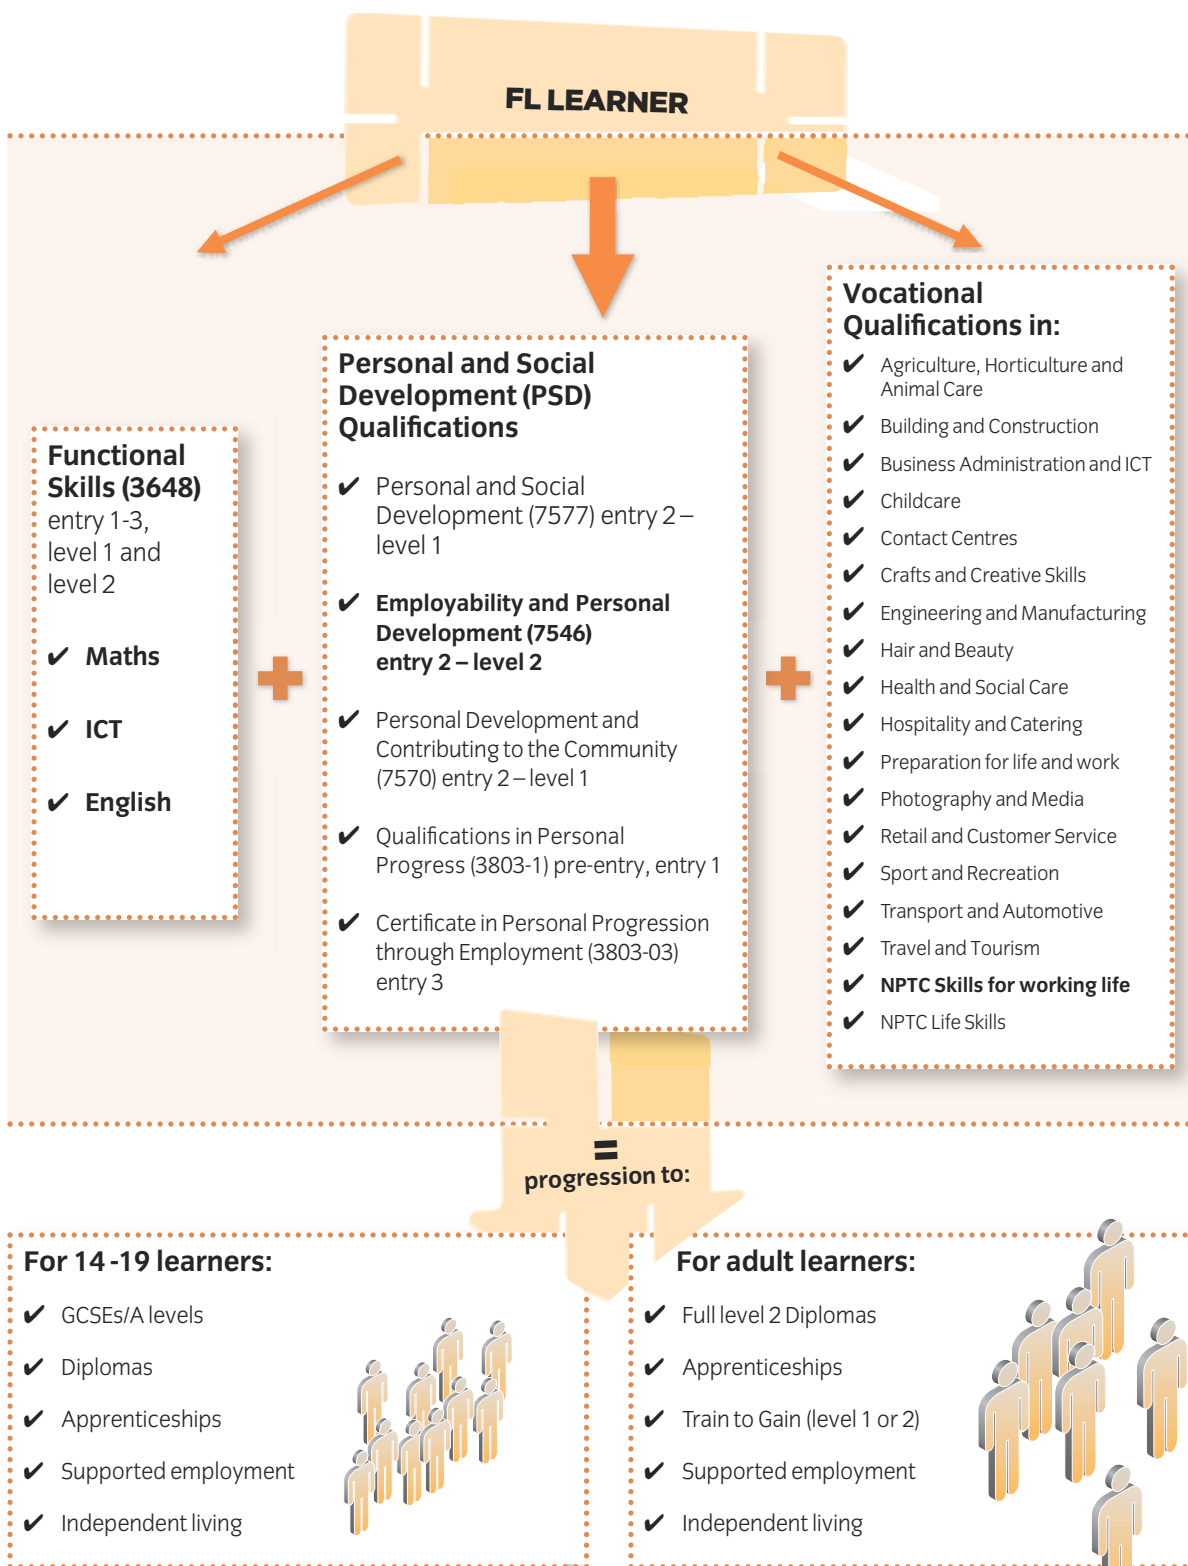 FL LEARNER
Functional
Skills (3648)
entry 1-3,
level 1 and
level 2
✔ Maths
✔ ICT
✔ English
Personal and Social
Development (PSD)
Qualifications
✔ Personal and Social
Development (7577) entry 2 –
level 1
✔ Employability and Personal
Development (7546)
entry 2 – level 2
✔ Personal Development and
Contributing to the Community
(7570) entry 2 – level 1
✔ Qualifications in Personal
Progress (3803-1) pre-entry, entry 1
✔ Certificate in Personal Progression
through Employment (3803-03)
entry 3
Vocational
Qualifications in:
✔ Agriculture, Horticulture and
Animal Care
✔ Building and Construction
✔ Business Administration and ICT
✔ Childcare
✔ Contact Centres
✔ Crafts and Creative Skills
✔ Engineering and Manufacturing
✔ Hair and Beauty
✔ Health and Social Care
✔ Hospitality and Catering
✔ Preparation for life and work
✔ Photography and Media
✔ Retail and Customer Service
✔ Sport and Recreation
✔ Transport and Automotive
✔ Travel and Tourism
✔ NPTC Skills for working life
✔ NPTC Life Skills
=
progression to:
For 14 -19 learners:
✔ GCSEs/A levels
✔ Diplomas
✔ Apprenticeships
✔ Supported employment
✔ Independent living
For adult learners:
✔ Full level 2 Diplomas
✔ Apprenticeships
✔ Train to Gain (level 1 or 2)
✔ Supported employment
✔ Independent living